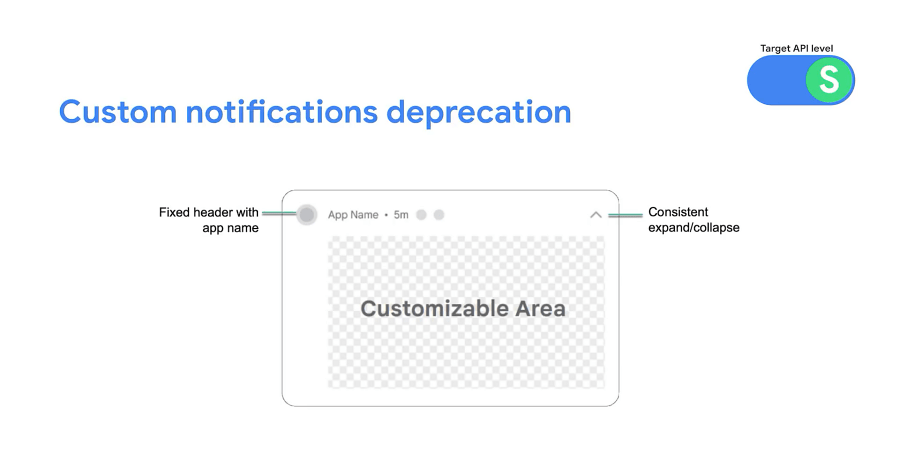 Target API level
S
Custom notifications deprecation
Fixed header with
app name
App Name • 5m
Consistent
expand/collapse
Customizable Area